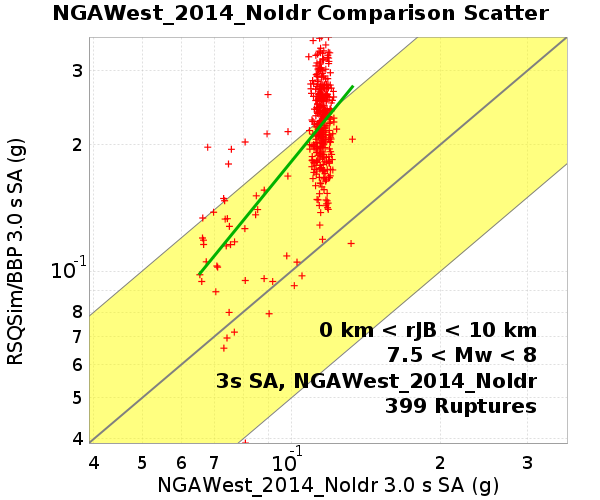 NGAWest_2014_NoIdr Comparison Scatter
RSQSim/BBP 3.0 s SA (g)
3
2
10-1
8
7
6
5
4
0 km < rJB < 10 km
7.5 < Mw < 8
3s SA, NGAWest_2014_NoIdr
399 Ruptures
4 5 6 7 10-1 2 3
NGAWest_2014_NoIdr 3.0 s SA (g)